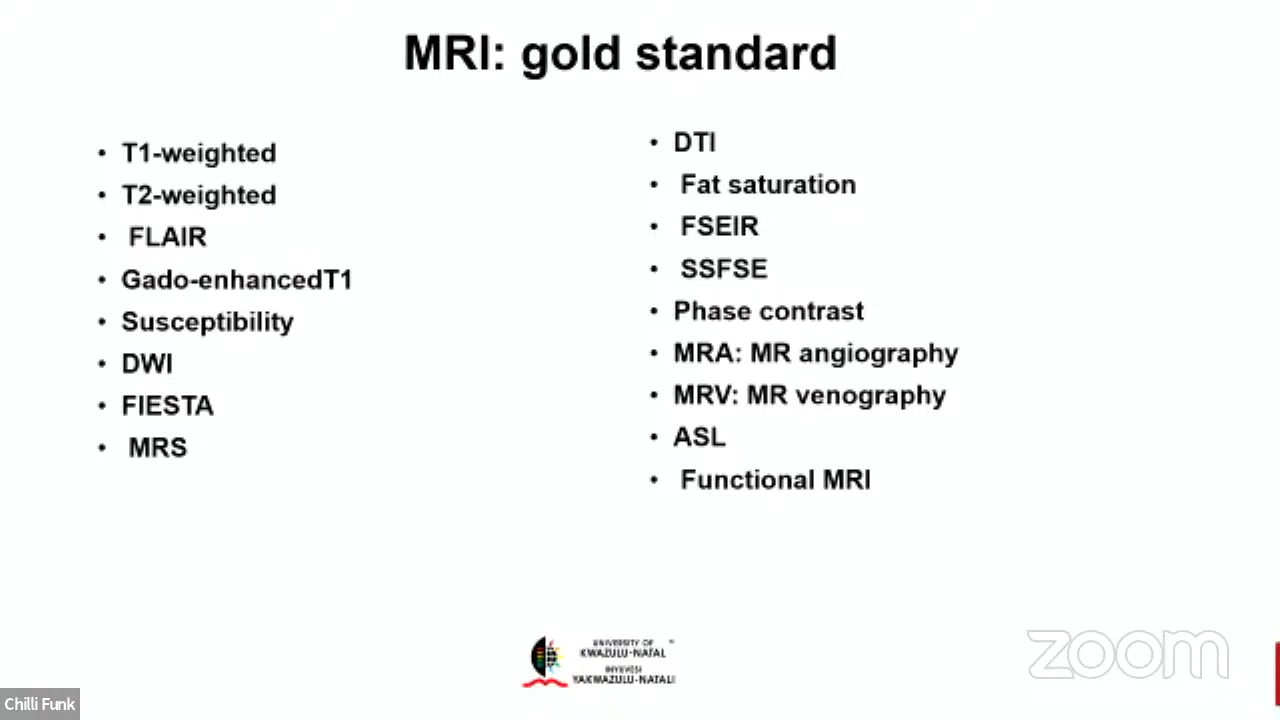 MRI: gold standard
• T1-weighted
• T2-weighted
• FLAIR
• Gado-enhancedT1
• Susceptibility
• DWI
• FIESTA
• MRS
• DTI
• Fat saturation
• FSEIR
• SSFSE
• Phase contrast
• MRA: MR angiography
• MRV: MR venography
• ASL
• Functional MRI
UNIVERSITY OF
KWAZULU-NATAL
INYUVESI
YAKWAZULU-NATALI
zoom
Chilli Funk